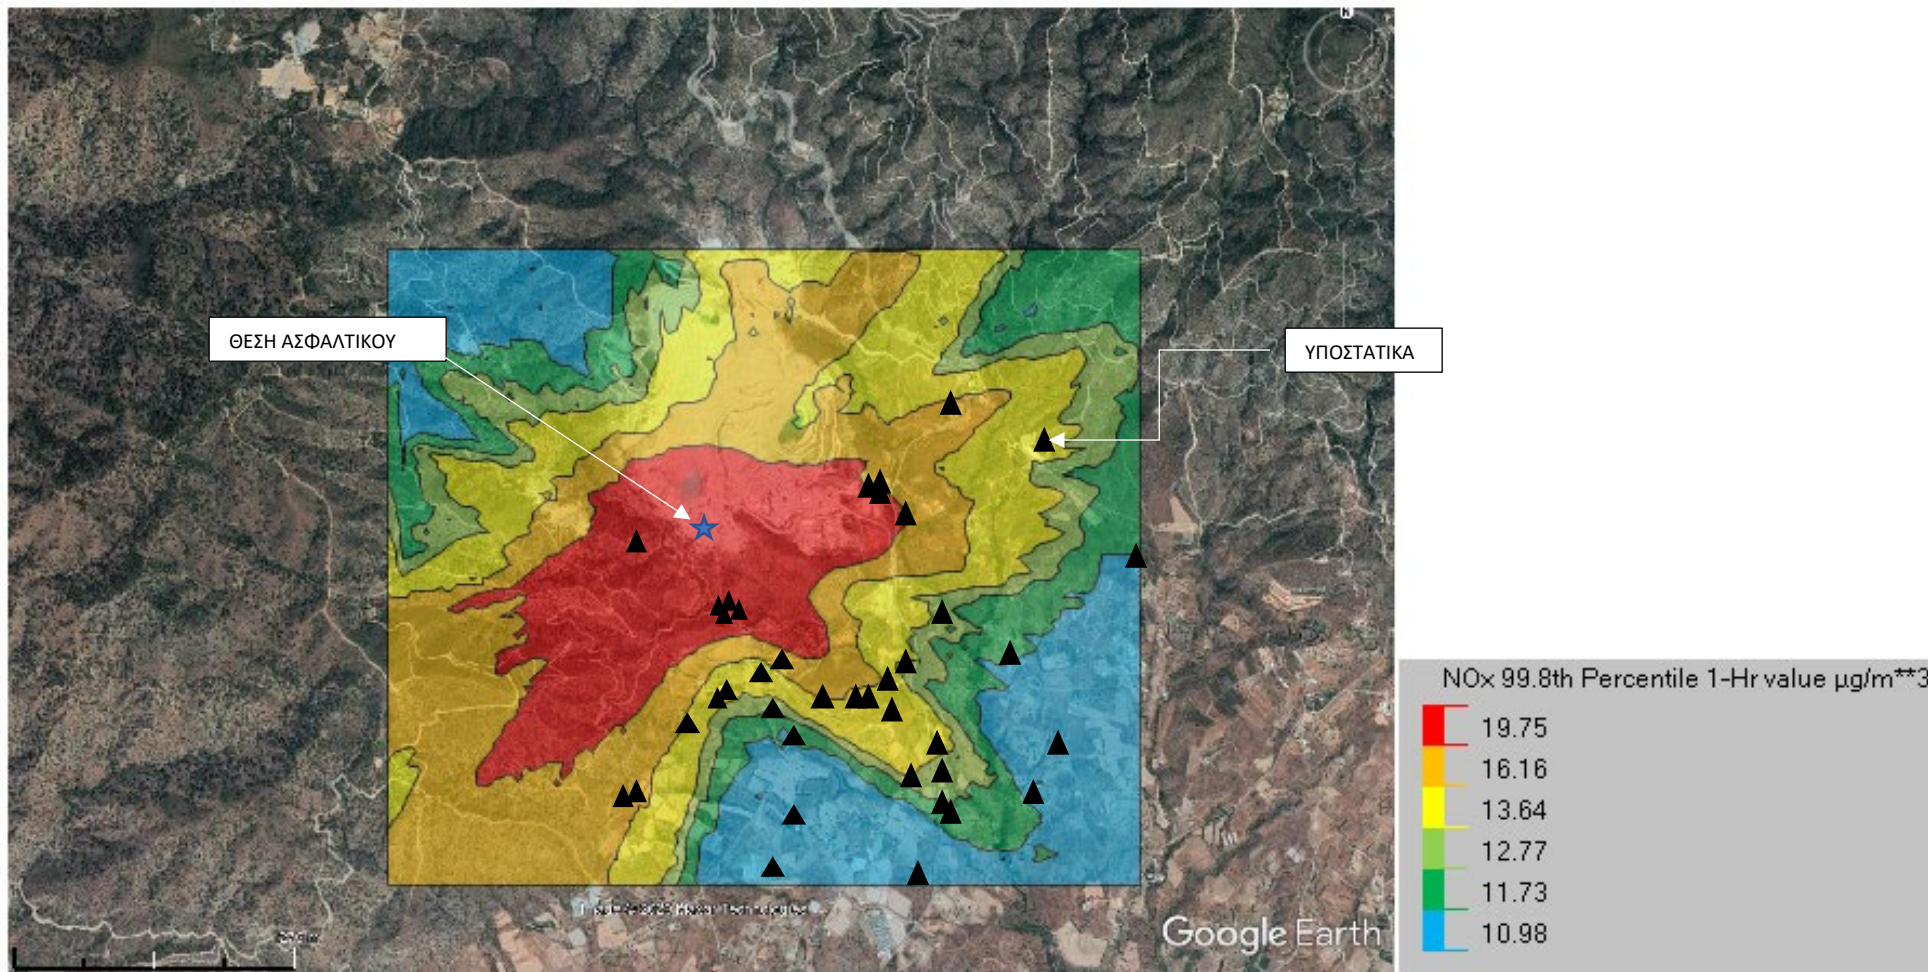 N
ΘΕΣΗ ΑΣΦΑΛΤΙΚΟΥ
ΥΠΟΣΤΑΤΙΚΑ
NOx 99.8th Percentile 1-Hr value µg/m**3
19.75
16.16
13.64
12.77
11.73
10.98
Google Earth